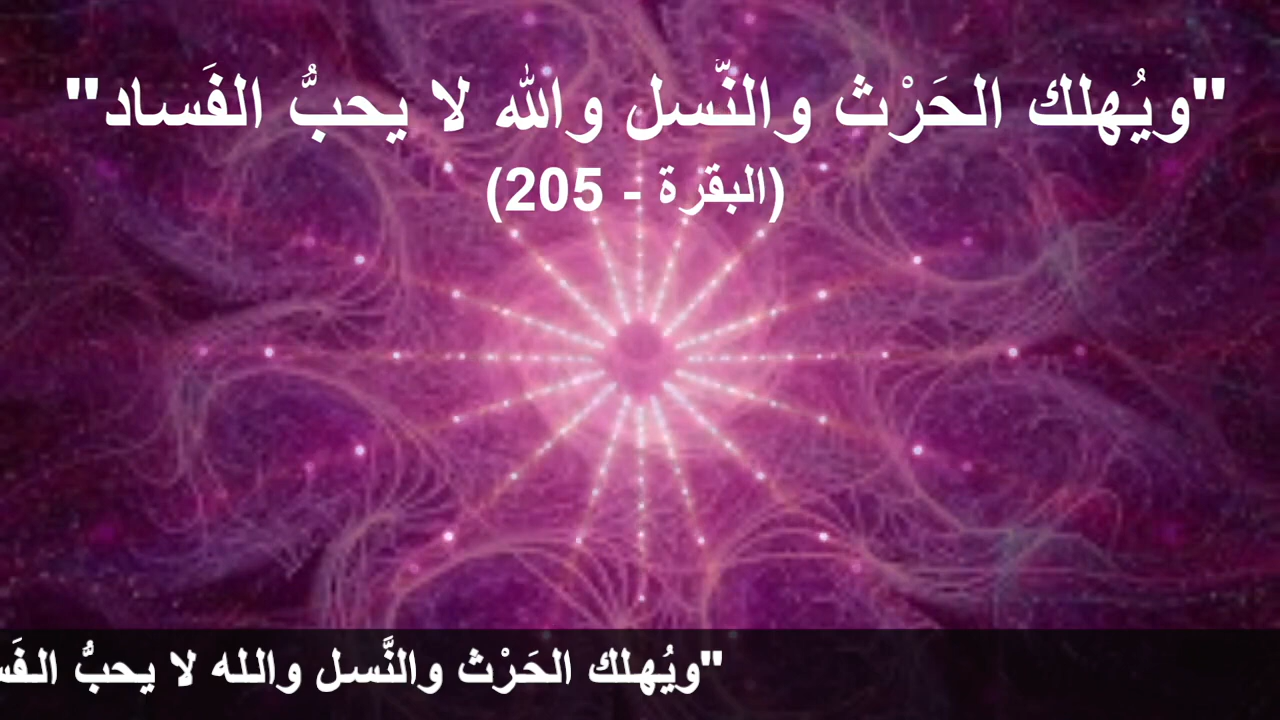 "ويُهلك الحَرْث والنّسل والله لا يحبُّ الفَساد"
(البقرة - 205)
"ويُهلك الحَرْث والنَّسل والله لا يحبُّ